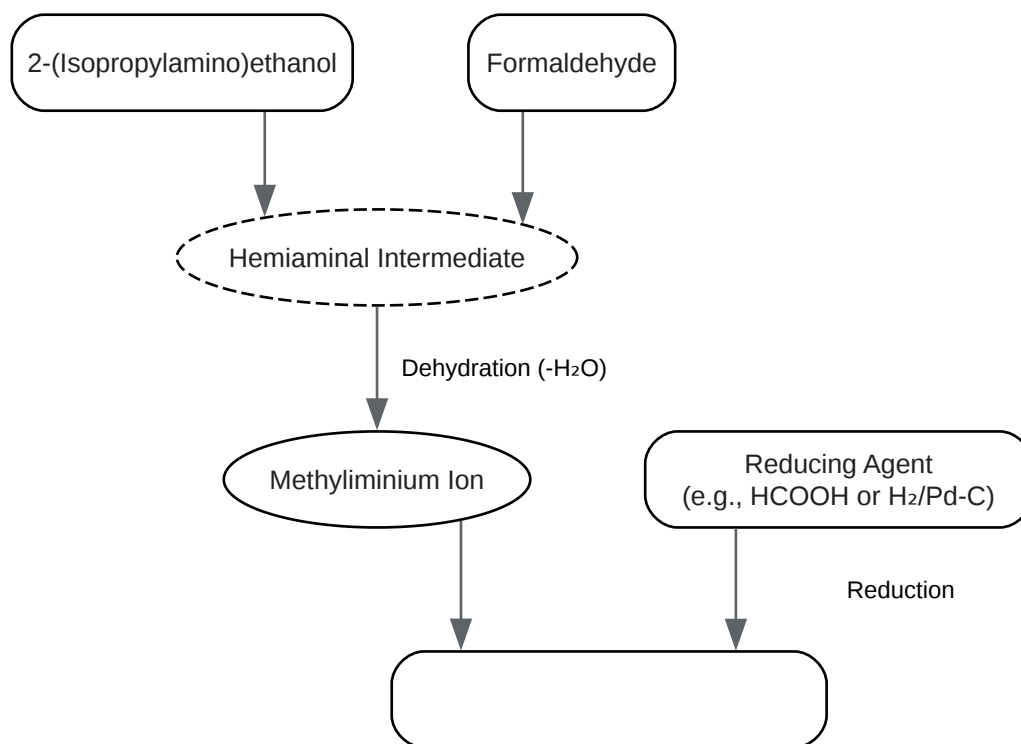 2-(Isopropylamino)ethanol
Formaldehyde
Hemiaminal Intermediate
Dehydration (-H₂O)
Methyliminium Ion
Reducing Agent
(e.g., HCOOH or H₂/Pd-C)
Reduction